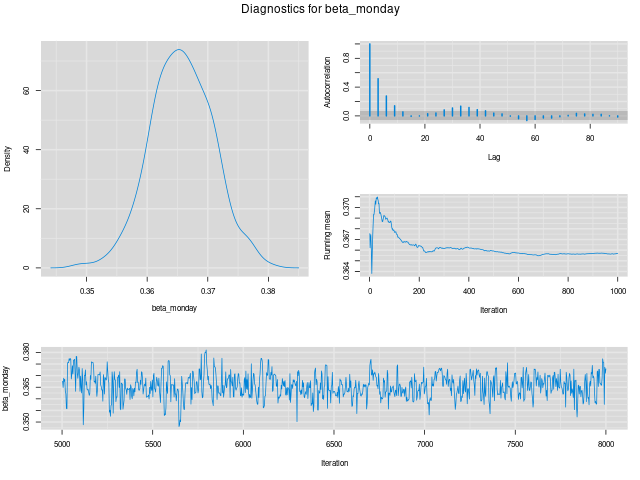 Diagnostics for beta_monday
Density
0 20 40 60
0.35 0.36 0.37 0.38
beta_monday
Autocorrelation
0.0 0.4 0.8
0 20 40 60 80
Lag
Running mean
0.364 0.367 0.370
0 200 400 600 800 1000
Iteration
beta_monday
0.350 0.365 0.380
5000 5500 6000 6500 7000 7500 8000
Iteration